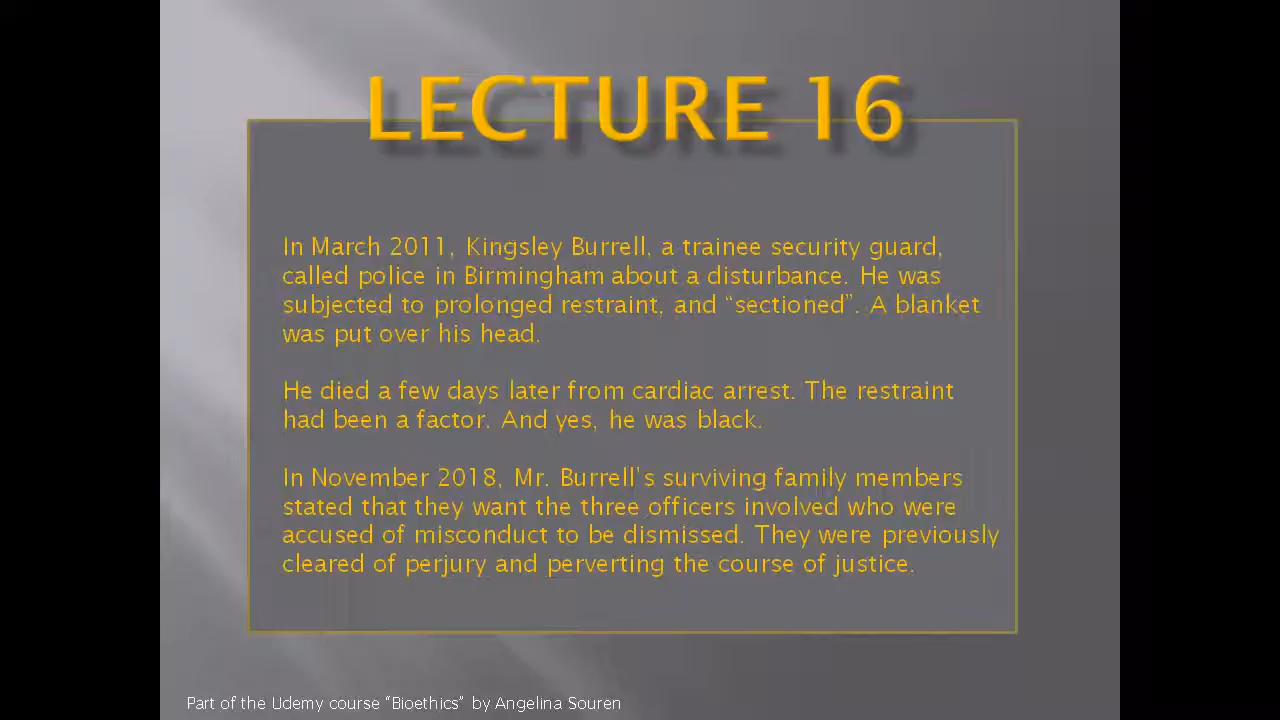 LECTURE 16
In March 2011, Kingsley Burrell, a trainee security guard,
called police in Birmingham about a disturbance. He was
subjected to prolonged restraint, and “sectioned”. A blanket
was put over his head.
He died a few days later from cardiac arrest. The restraint
had been a factor. And yes, he was black.
In November 2018, Mr. Burrell's surviving family members
stated that they want the three officers involved who were
accused of misconduct to be dismissed. They were previously
cleared of perjury and perverting the course of justice.
Part of the Udemy course “Bioethics” by Angelina Souren